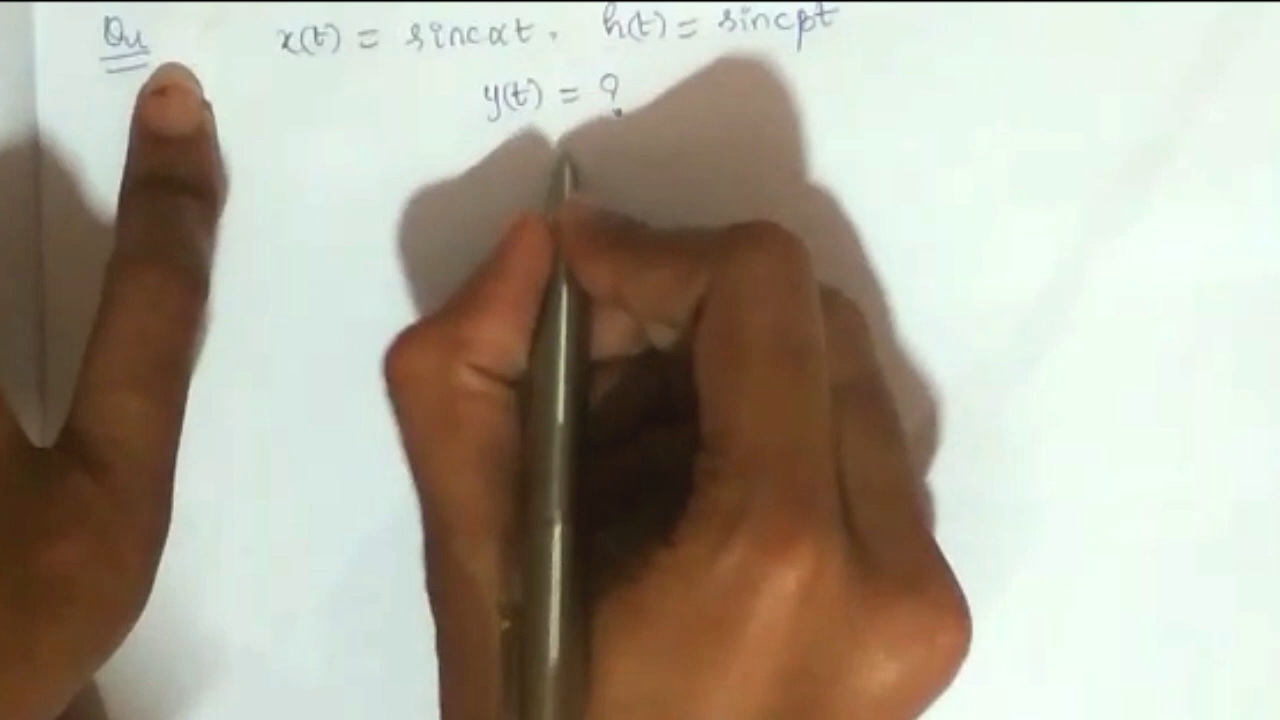 Qu x(t) = sincαt, h(t) = sincβt
y(t) = ?